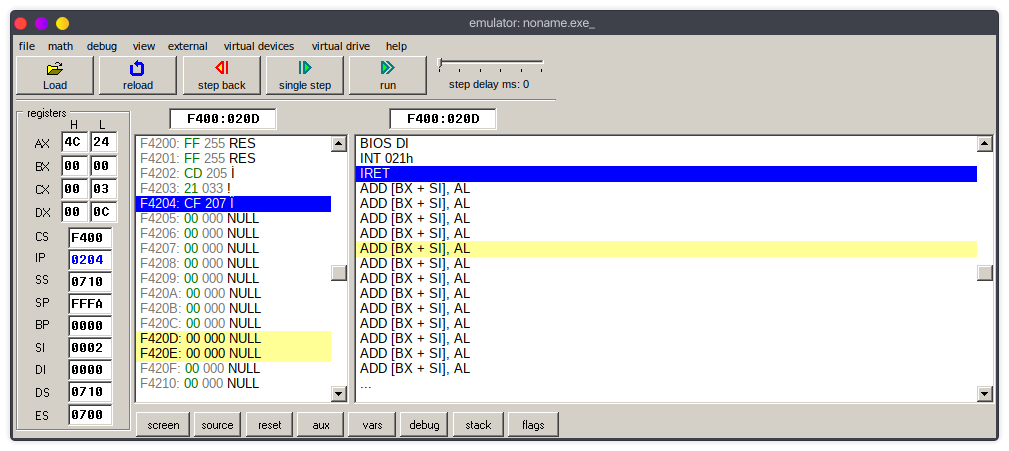 emulator: noname.exe_
file math debug view external virtual devices virtual drive help
Load reload step back single step run step delay ms: 0
registers F400:020D F400:020D
H L
AX 4C 24
BX 00 00
CX 00 03
DX 00 0C
CS F400
IP 0204
SS 0710
SP FFFA
BP 0000
SI 0002
DI 0000
DS 0710
ES 0700
F4200: FF 255 RES
F4201: FF 255 RES
F4202: CD 205 Í
F4203: 21 033 !
F4204: CF 207 Ï
F4205: 00 000 NULL
F4206: 00 000 NULL
F4207: 00 000 NULL
F4208: 00 000 NULL
F4209: 00 000 NULL
F420A: 00 000 NULL
F420B: 00 000 NULL
F420C: 00 000 NULL
F420D: 00 000 NULL
F420E: 00 000 NULL
F420F: 00 000 NULL
F4210: 00 000 NULL
BIOS DI
INT 021h
IRET
ADD [BX + SI], AL
ADD [BX + SI], AL
ADD [BX + SI], AL
ADD [BX + SI], AL
ADD [BX + SI], AL
ADD [BX + SI], AL
ADD [BX + SI], AL
ADD [BX + SI], AL
ADD [BX + SI], AL
ADD [BX + SI], AL
ADD [BX + SI], AL
ADD [BX + SI], AL
ADD [BX + SI], AL
...
screen source reset aux vars debug stack flags